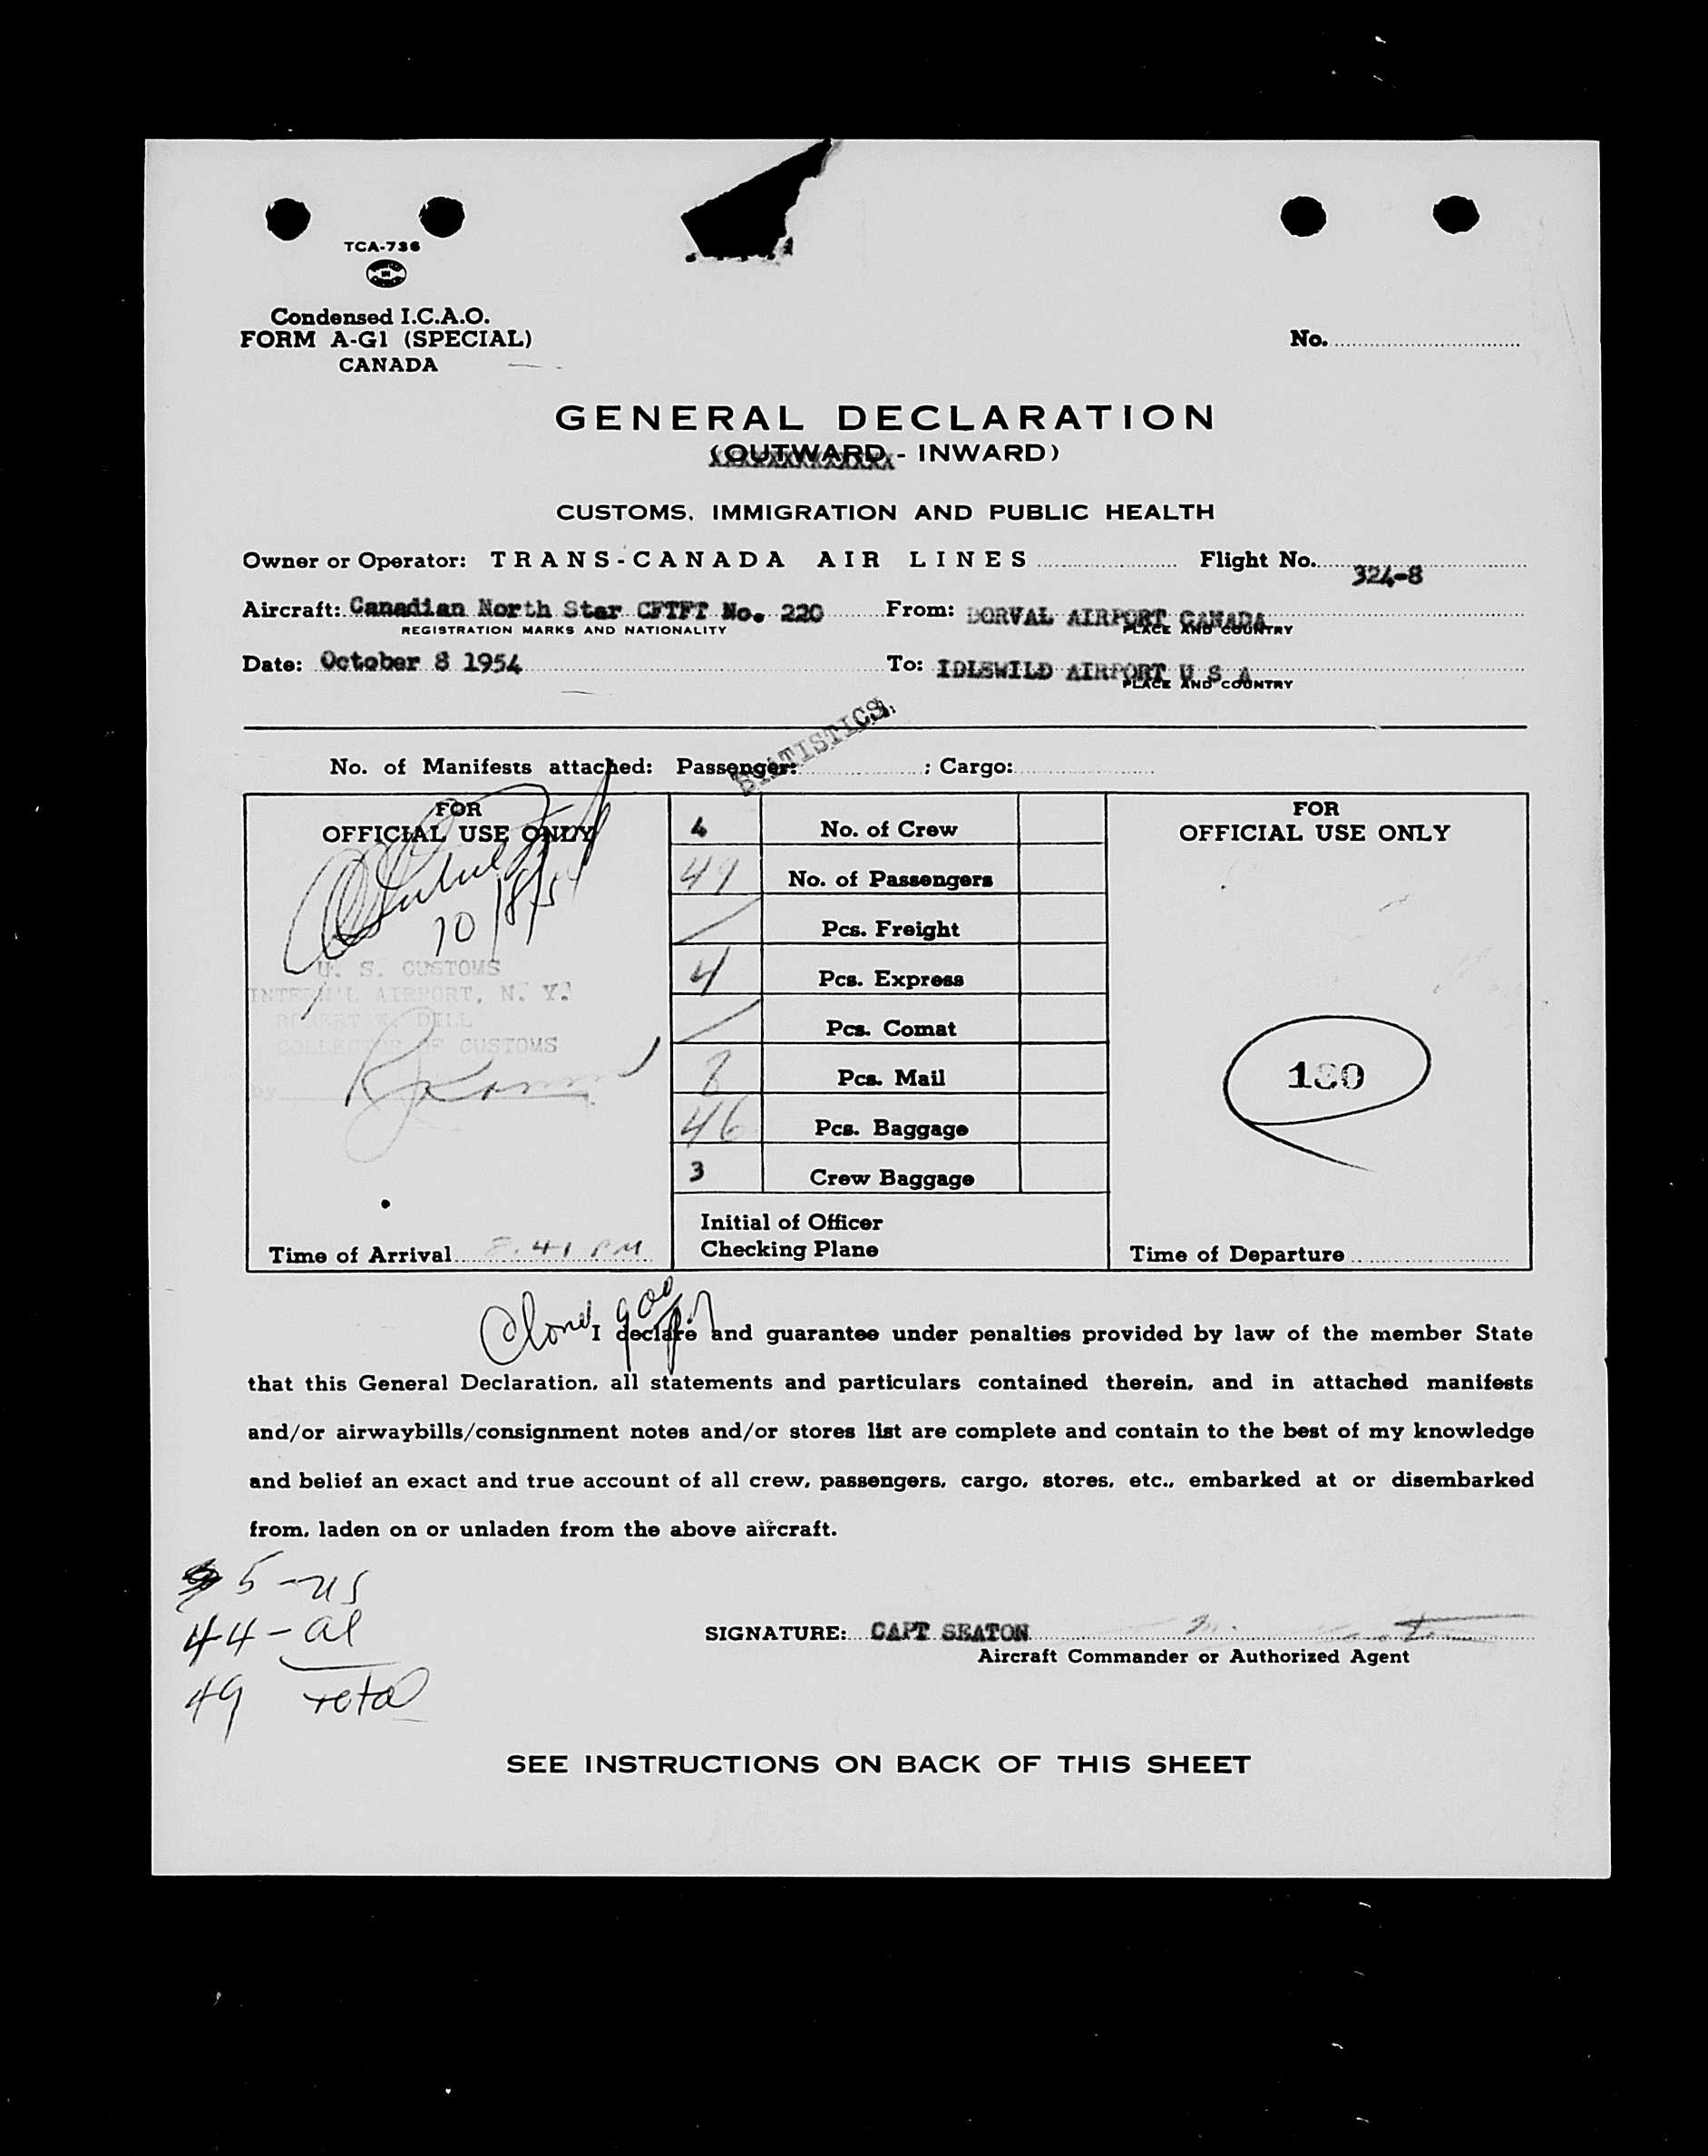 TCA-736
Condensed I.C.A.O.
FORM A-G1 (SPECIAL)
CANADA
No.
GENERAL DECLARATION
(OUTWARD - INWARD)
CUSTOMS, IMMIGRATION AND PUBLIC HEALTH
Owner or Operator: TRANS-CANADA AIR LINES Flight No. 324-8
Aircraft: Canadian North Star CFTFT No. 220 From: DORVAL AIRPORT CANADA
REGISTRATION MARKS AND NATIONALITY PLACE AND COUNTRY
Date: October 8 1954 To: IDLEWILD AIRPORT U S A
PLACE AND COUNTRY
STATISTICS
No. of Manifests attached: Passenger: ; Cargo:
FOR
OFFICIAL USE ONLY
10/8/54
U. S. CUSTOMS
INTERN'L AIRPORT, N. Y.
ROBERT W. DILL
COLLECTOR OF CUSTOMS
by
Time of Arrival 8.41 PM
4 No. of Crew
49 No. of Passengers
/ Pcs. Freight
4 Pcs. Express
/ Pcs. Comat
8 Pcs. Mail
46 Pcs. Baggage
3 Crew Baggage
Initial of Officer
Checking Plane
FOR
OFFICIAL USE ONLY
130
Time of Departure
I declare and guarantee under penalties provided by law of the member State
that this General Declaration, all statements and particulars contained therein, and in attached manifests
and/or airwaybills/consignment notes and/or stores list are complete and contain to the best of my knowledge
and belief an exact and true account of all crew, passengers, cargo, stores, etc., embarked at or disembarked
from, laden on or unladen from the above aircraft.
5-US
44-al
49 total
SIGNATURE: CAPT SEATON
Aircraft Commander or Authorized Agent
SEE INSTRUCTIONS ON BACK OF THIS SHEET